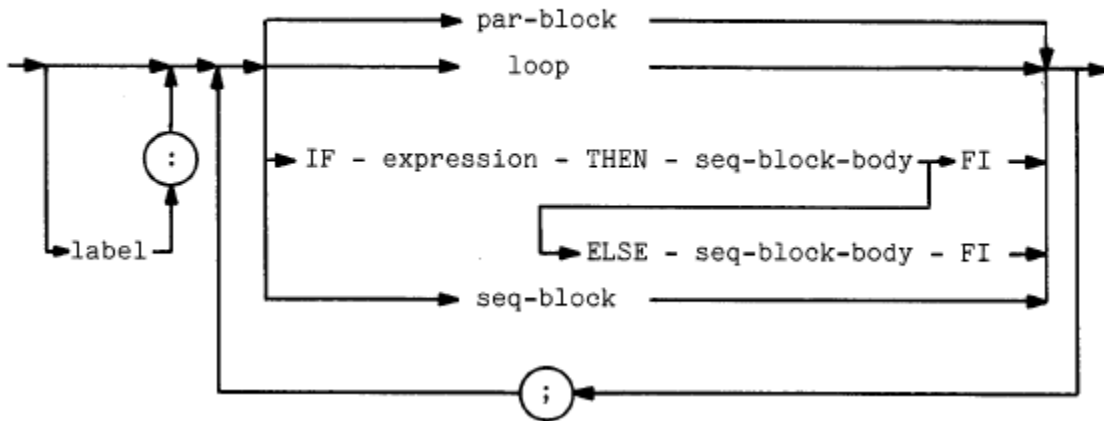 par-block
loop
IF - expression - THEN - seq-block-body FI
:
label
ELSE - seq-block-body - FI
seq-block
;